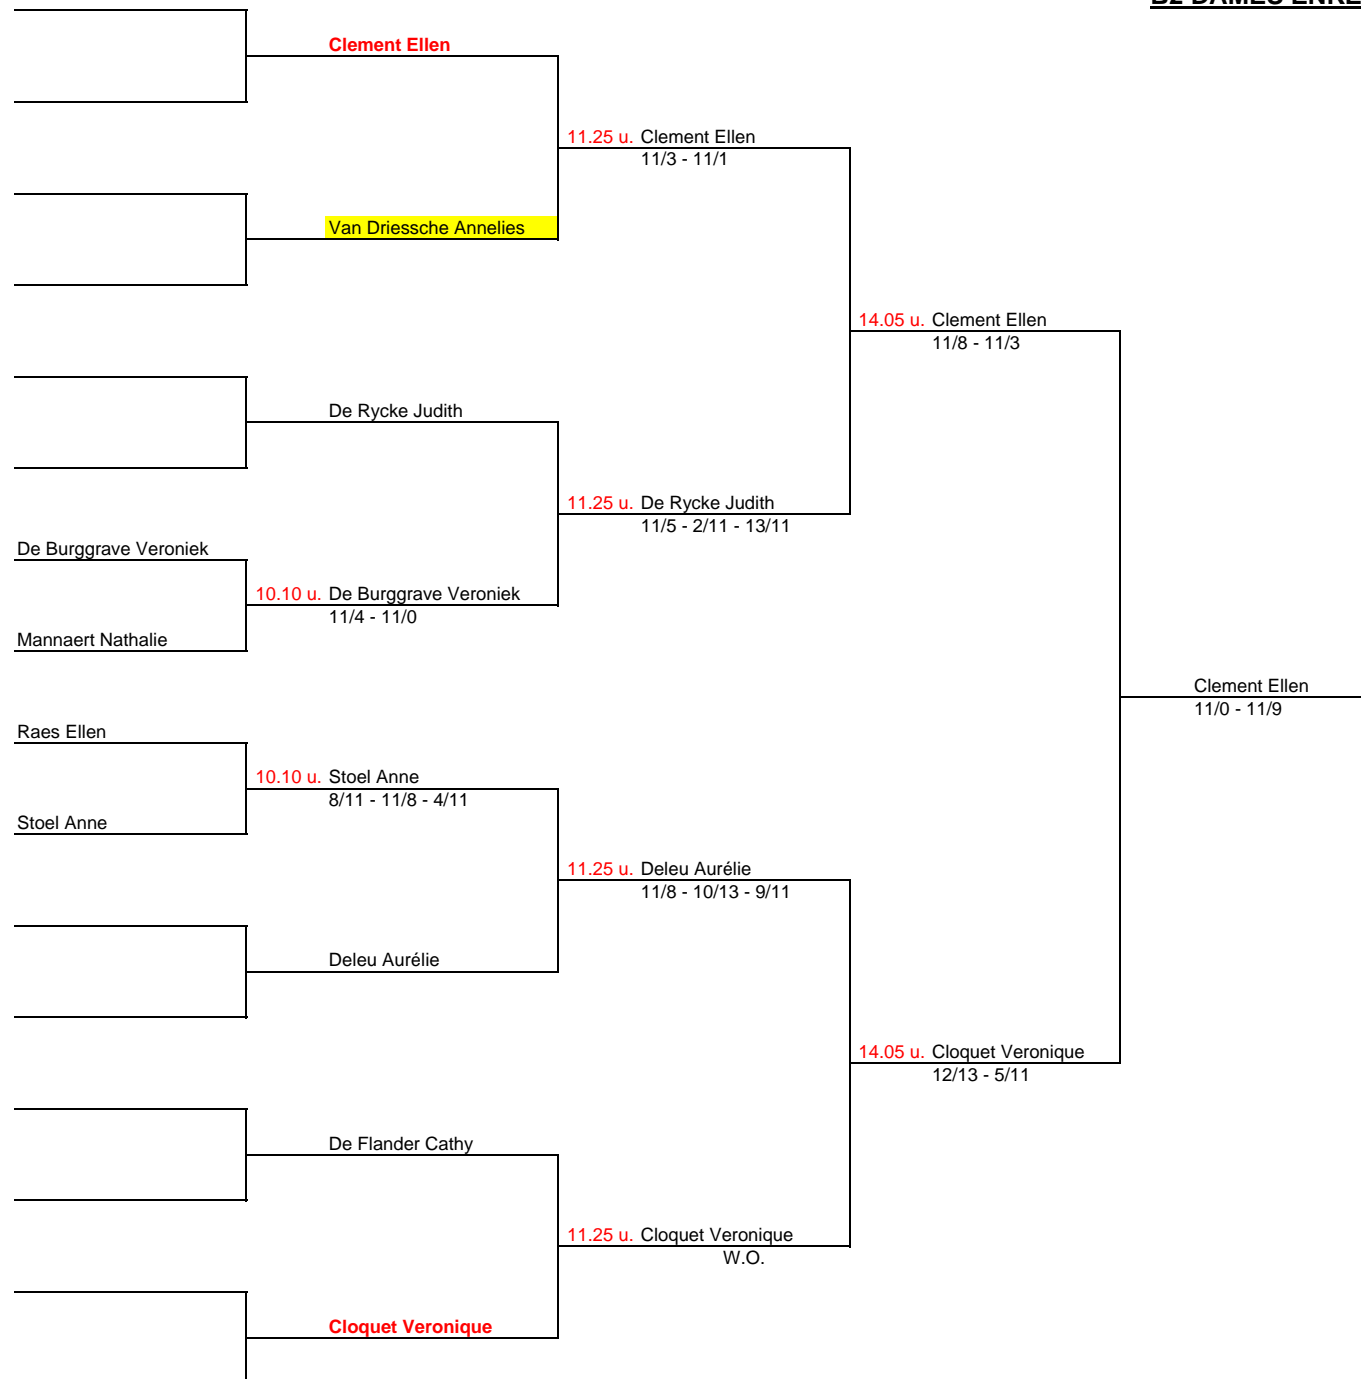 Clement Ellen
11.25 u. Clement Ellen
11/3 - 11/1
Van Driessche Annelies
14.05 u. Clement Ellen
11/8 - 11/3
De Rycke Judith
11.25 u. De Rycke Judith
11/5 - 2/11 - 13/11
De Burggrave Veroniek
10.10 u. De Burggrave Veroniek
11/4 - 11/0
Mannaert Nathalie
Clement Ellen
11/0 - 11/9
Raes Ellen
10.10 u. Stoel Anne
8/11 - 11/8 - 4/11
Stoel Anne
11.25 u. Deleu Aurélie
11/8 - 10/13 - 9/11
Deleu Aurélie
14.05 u. Cloquet Veronique
12/13 - 5/11
De Flander Cathy
11.25 u. Cloquet Veronique
W.O.
Cloquet Veronique